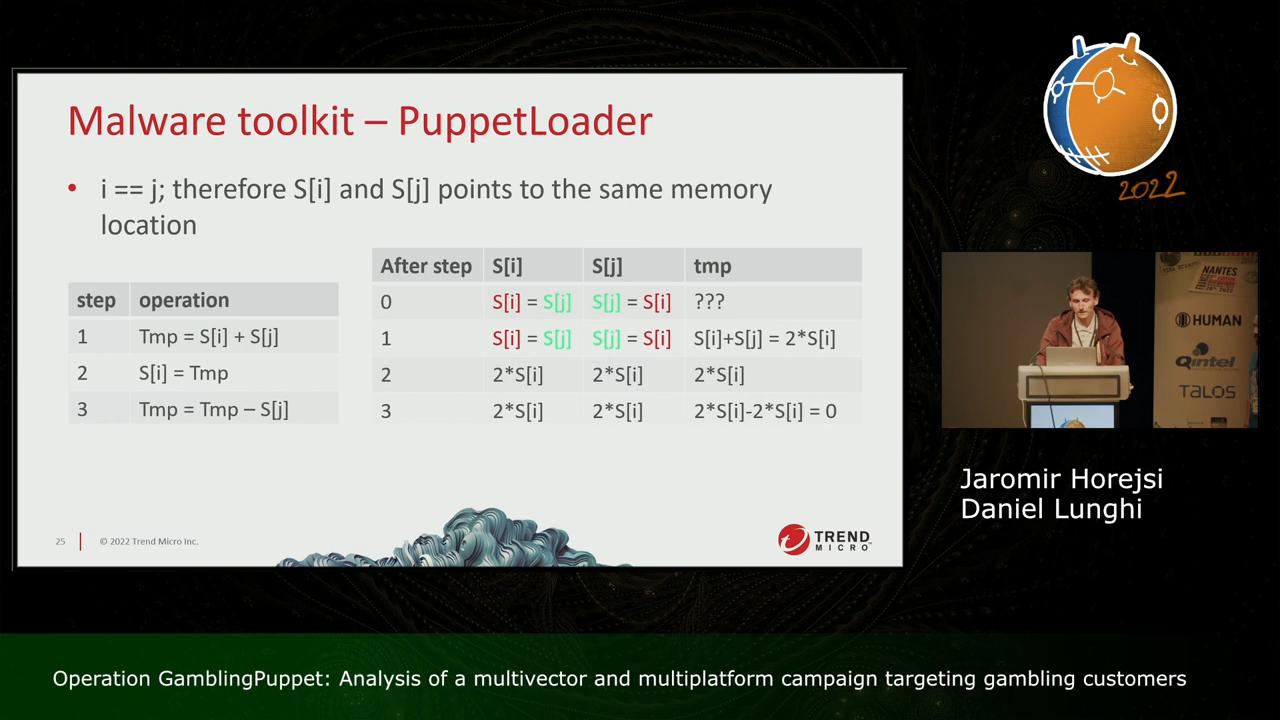 Malware toolkit – PuppetLoader
• i == j; therefore S[i] and S[j] points to the same memory
location
step operation
1 Tmp = S[i] + S[j]
2 S[i] = Tmp
3 Tmp = Tmp – S[j]
After step S[i] S[j] tmp
0 S[i] = S[j] S[j] = S[i] ???
1 S[i] = S[j] S[j] = S[i] S[i]+S[j] = 2*S[i]
2 2*S[i] 2*S[i] 2*S[i]
3 2*S[i] 2*S[i] 2*S[i]-2*S[i] = 0
25 © 2022 Trend Micro Inc.
TREND
MICRO™
2022
NANTES
HUMAN
Qintel
TALOS
Jaromir Horejsi
Daniel Lunghi
Operation GamblingPuppet: Analysis of a multivector and multiplatform campaign targeting gambling customers